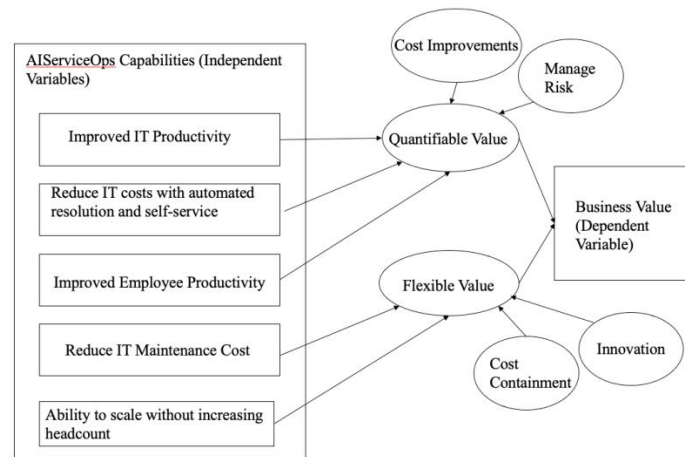 AIServiceOps Capabilities (Independent
Variables)
Improved IT Productivity
Reduce IT costs with automated
resolution and self-service
Improved Employee Productivity
Reduce IT Maintenance Cost
Ability to scale without increasing
headcount
Cost Improvements
Manage
Risk
Quantifiable Value
Flexible Value
Cost
Containment
Innovation
Business Value
(Dependent
Variable)